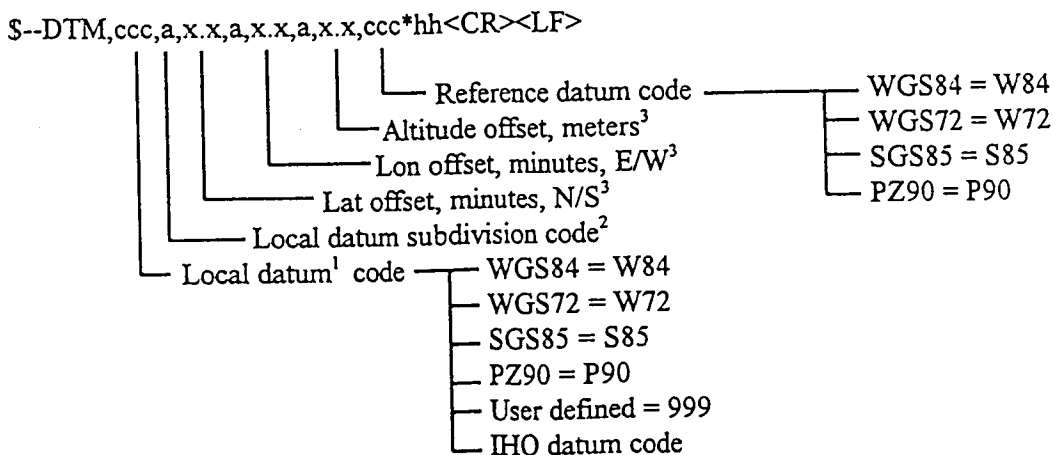 $--DTM,ccc,a,x.x,a,x.x,a,x.x,ccc*hh<CR><LF>
Reference datum code
WGS84 = W84
WGS72 = W72
SGS85 = S85
PZ90 = P90
Altitude offset, meters³
Lon offset, minutes, E/W³
Lat offset, minutes, N/S³
Local datum subdivision code²
Local datum¹ code
WGS84 = W84
WGS72 = W72
SGS85 = S85
PZ90 = P90
User defined = 999
IHO datum code